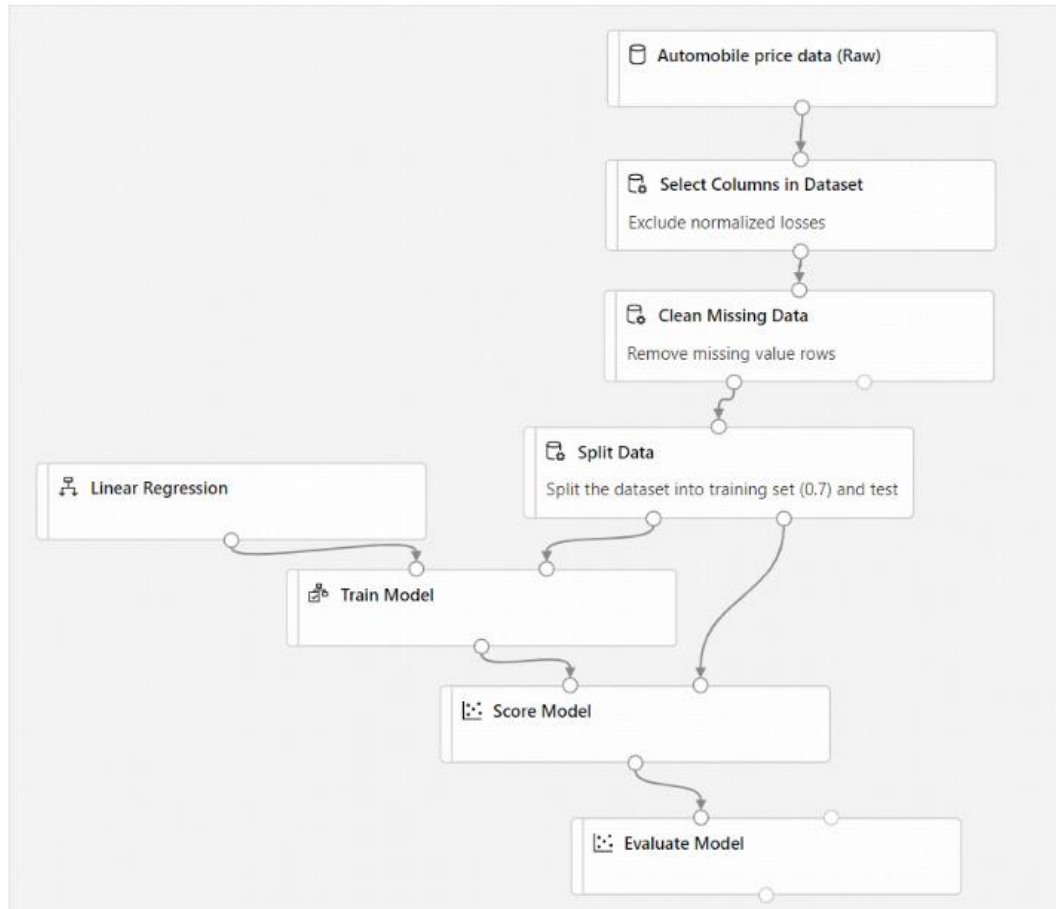 Automobile price data (Raw)
Select Columns in Dataset
Exclude normalized losses
Clean Missing Data
Remove missing value rows
Split Data
Split the dataset into training set (0.7) and test
Linear Regression
Train Model
Score Model
Evaluate Model